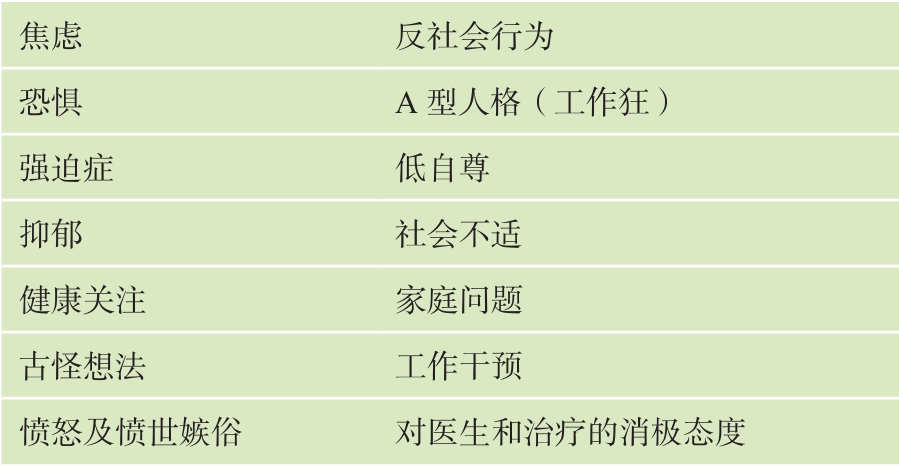 焦虑 反社会行为
恐惧 A 型人格（工作狂）
强迫症 低自尊
抑郁 社会不适
健康关注 家庭问题
古怪想法 工作干预
愤怒及愤世嫉俗 对医生和治疗的消极态度